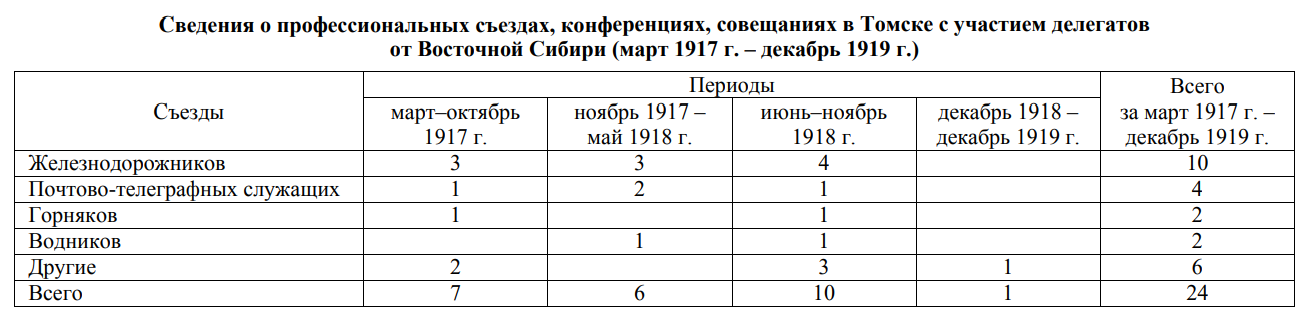 Сведения о профессиональных съездах, конференциях, совещаниях в Томске с участием делегатов
от Восточной Сибири (март 1917 г. – декабрь 1919 г.)
Съезды
Периоды
Всего
за март 1917 г. –
декабрь 1919 г.
март–октябрь
1917 г.
ноябрь 1917 –
май 1918 г.
июнь–ноябрь
1918 г.
декабрь 1918 –
декабрь 1919 г.
Железнодорожников 3 3 4 10
Почтово-телеграфных служащих 1 2 1 4
Горняков 1 1 2
Водников 1 1 2
Другие 2 3 1 6
Всего 7 6 10 1 24